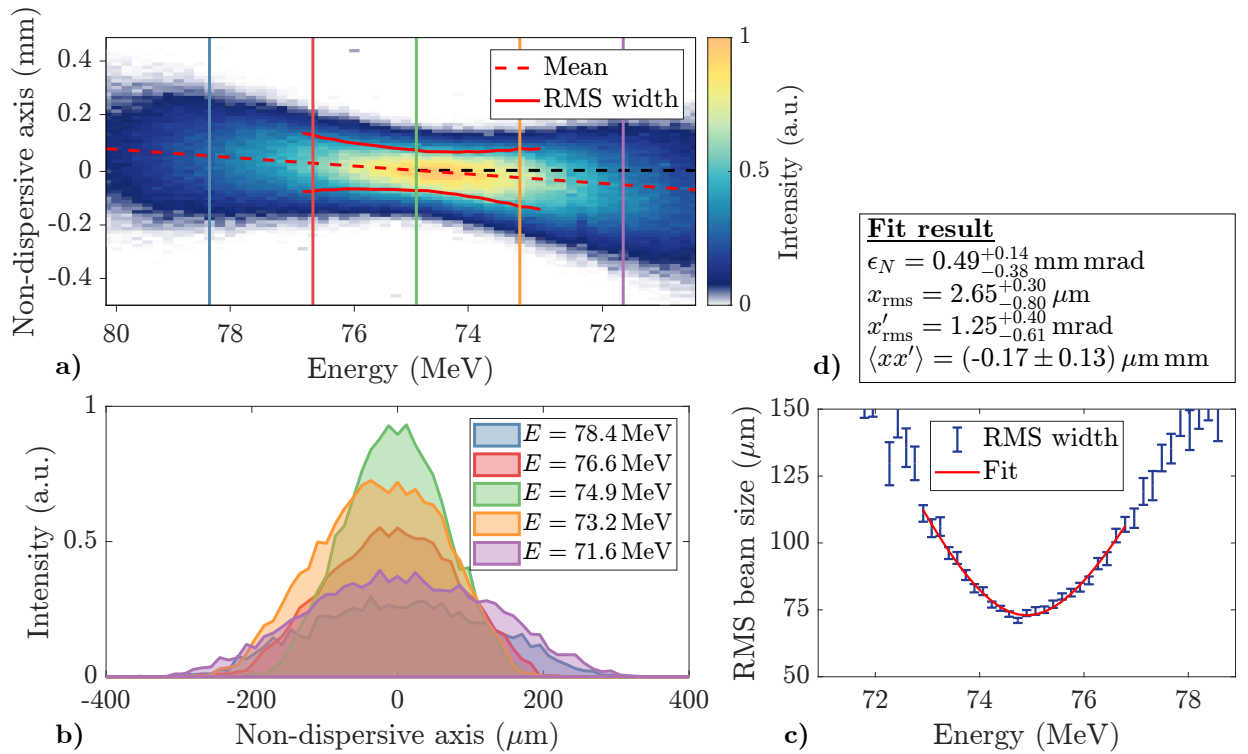 Non-dispersive axis (mm)
0.4
0.2
0
-0.2
-0.4
Mean
RMS width
80
78
76
74
72
Energy (MeV)
a)
1
0.5
0
Intensity (a.u.)
d)
Fit result
ϵ_N = 0.49 +0.14 −0.38 mm mrad
x_rms = 2.65 +0.30 −0.80 μm
x′_rms = 1.25 +0.40 −0.61 mrad
⟨xx′⟩ = (-0.17 ± 0.13) μm mm
Intensity (a.u.)
1
0.5
0
E = 78.4 MeV
E = 76.6 MeV
E = 74.9 MeV
E = 73.2 MeV
E = 71.6 MeV
-400
-200
0
200
400
Non-dispersive axis (μm)
b)
RMS beam size (μm)
150
125
100
75
50
RMS width
Fit
72
74
76
78
Energy (MeV)
c)